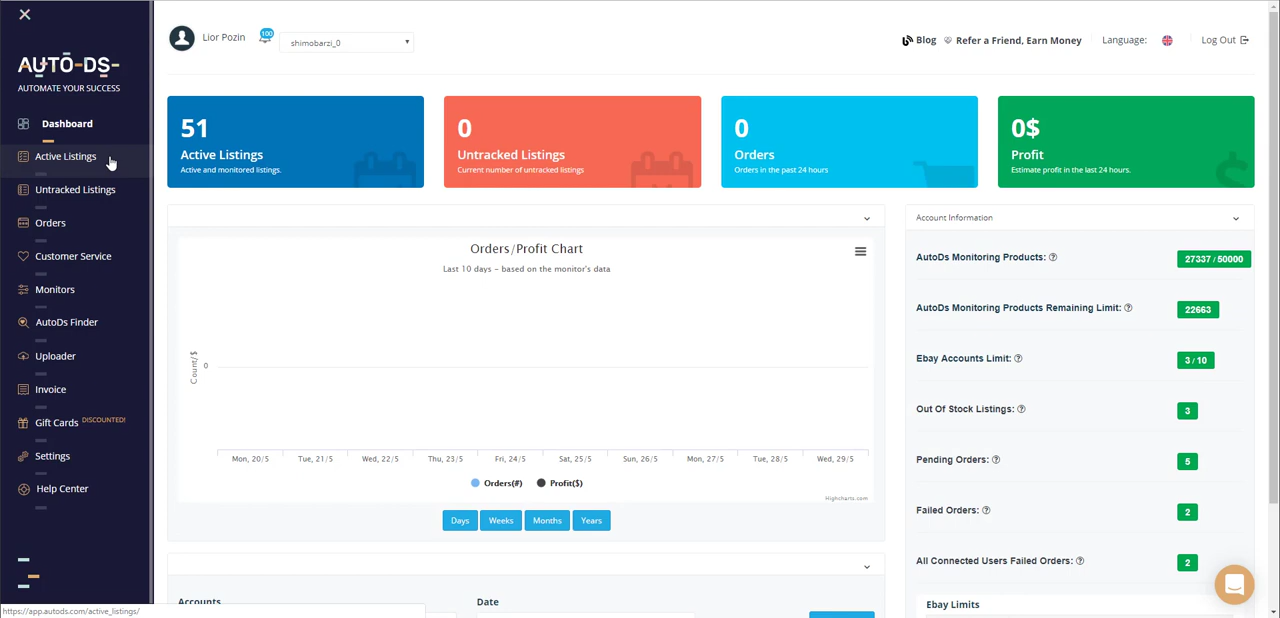 ×
AUTO-DS-
AUTOMATE YOUR SUCCESS
Dashboard
Active Listings
Untracked Listings
Orders
Customer Service
Monitors
AutoDs Finder
Uploader
Invoice
Gift Cards DISCOUNTED!
Settings
Help Center
https://app.autods.com/active_listings/
Lior Pozin
100
shimobarzi_0
Blog
Refer a Friend, Earn Money
Language:
Log Out
51
Active Listings
Active and monitored listings.
0
Untracked Listings
Current number of untracked listings
0
Orders
Orders in the past 24 hours
0$
Profit
Estimate profit in the last 24 hours.
Orders/Profit Chart
Last 10 days - based on the monitor's data
Count/$
0
Mon, 20/5 Tue, 21/5 Wed, 22/5 Thu, 23/5 Fri, 24/5 Sat, 25/5 Sun, 26/5 Mon, 27/5 Tue, 28/5 Wed, 29/5
Orders(#) Profit($)
Highcharts.com
Days Weeks Months Years
Accounts Date
Account Information
AutoDs Monitoring Products: 27337 / 50000
AutoDs Monitoring Products Remaining Limit: 22663
Ebay Accounts Limit: 3 / 10
Out Of Stock Listings: 3
Pending Orders: 5
Failed Orders: 2
All Connected Users Failed Orders: 2
Ebay Limits